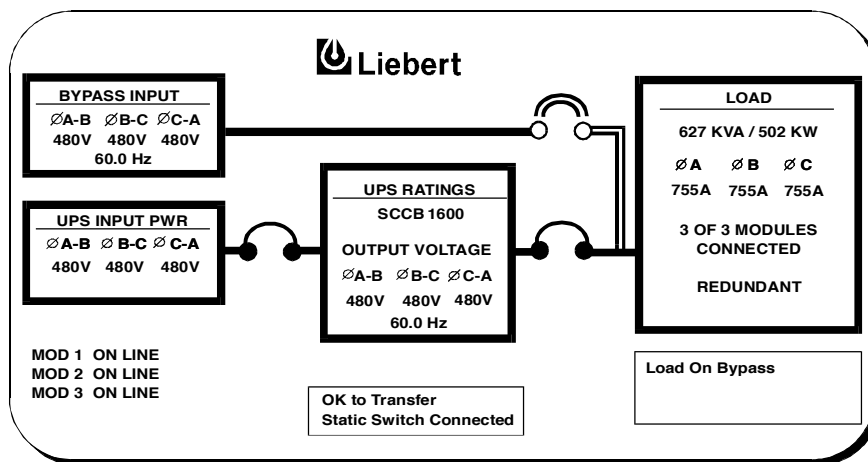 Liebert
BYPASS INPUT
ØA-B ØB-C ØC-A
480V 480V 480V
60.0 Hz
UPS INPUT PWR
ØA-B ØB-C ØC-A
480V 480V 480V
UPS RATINGS
SCCB 1600
OUTPUT VOLTAGE
ØA-B ØB-C ØC-A
480V 480V 480V
60.0 Hz
LOAD
627 KVA / 502 KW
ØA ØB ØC
755A 755A 755A
3 OF 3 MODULES
CONNECTED
REDUNDANT
MOD 1 ON LINE
MOD 2 ON LINE
MOD 3 ON LINE
OK to Transfer
Static Switch Connected
Load On Bypass